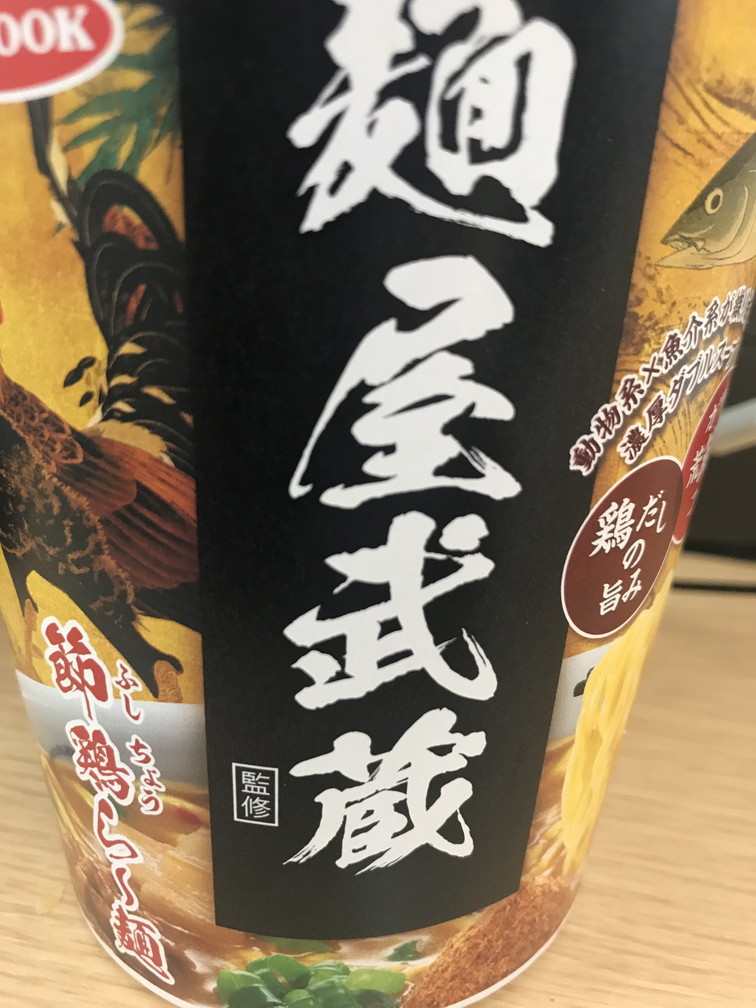 OOK
麺屋武蔵
監修
動物系×魚介系が
濃厚ダブルスー
鶏だし
の旨み
節鶏らー麺
ふしちょう